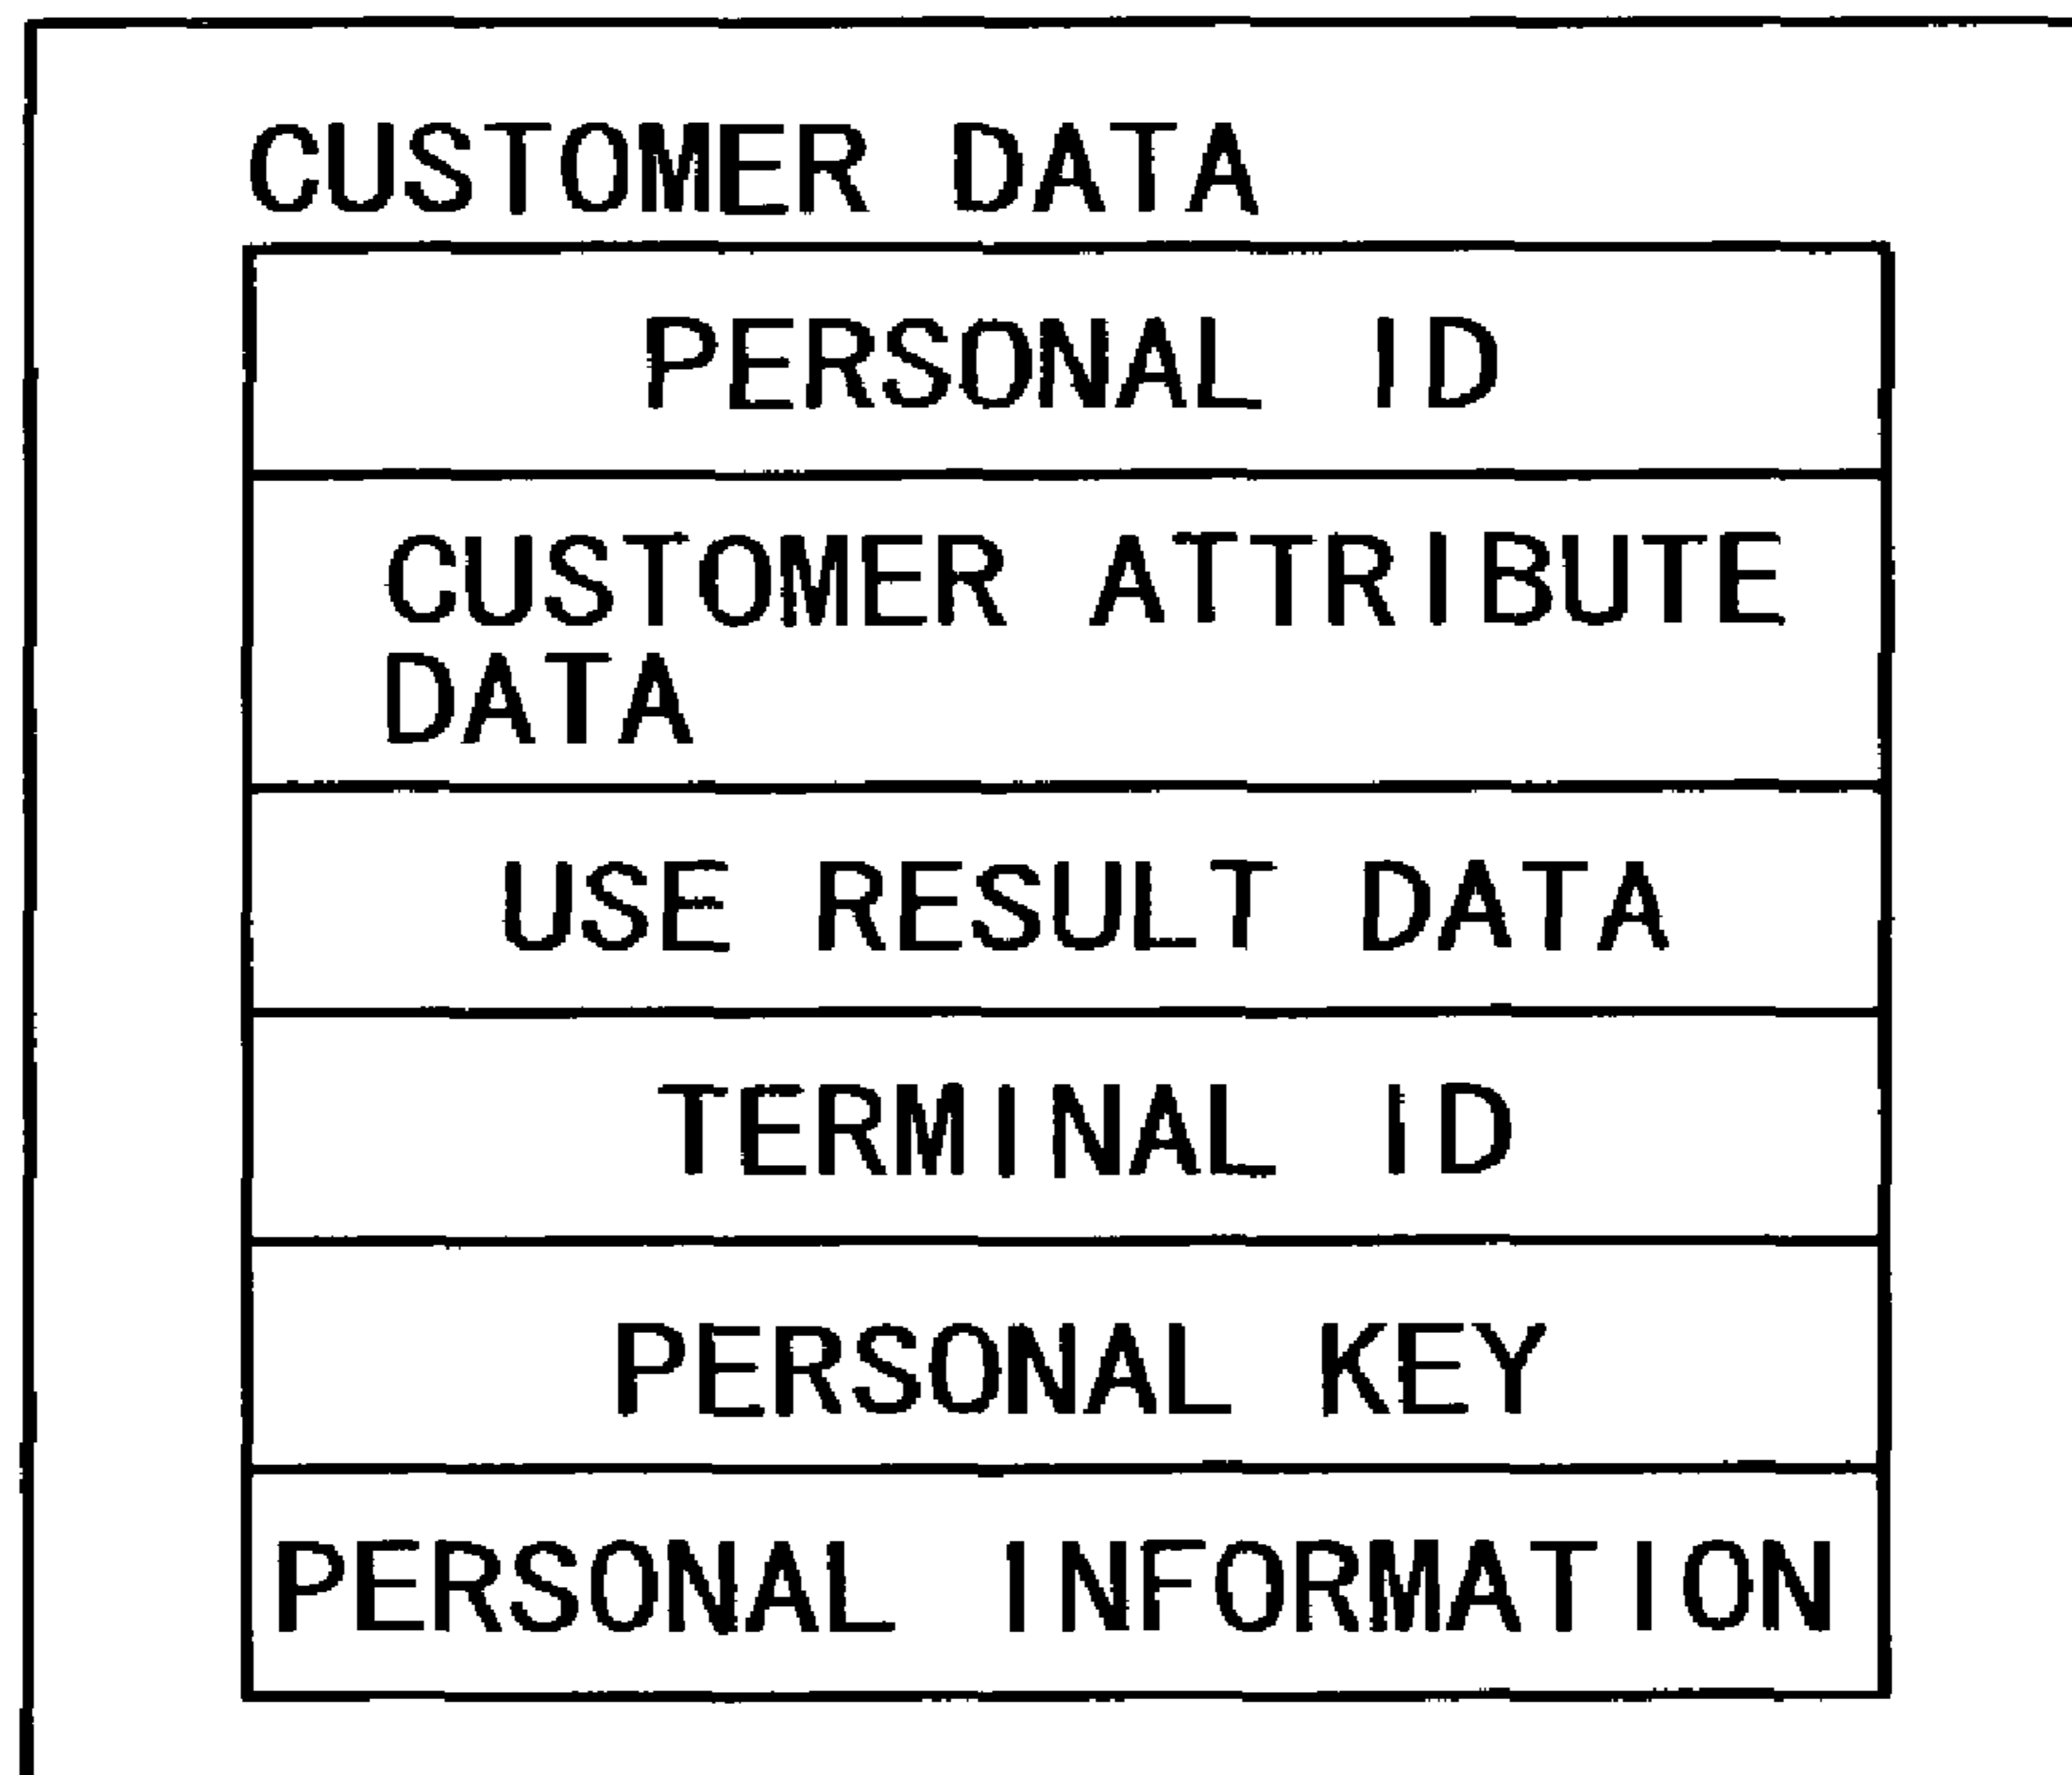 CUSTOMER DATA
PERSONAL ID
CUSTOMER ATTRIBUTE
DATA
USE RESULT DATA
TERMINAL ID
PERSONAL KEY
PERSONAL INFORMATION